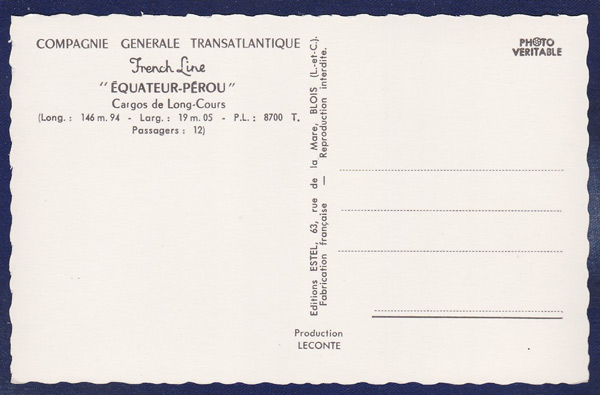 COMPAGNIE GENERALE TRANSATLANTIQUE
French Line
"ÉQUATEUR-PÉROU"
Cargos de Long-Cours
(Long. : 146 m. 94 - Larg. : 19 m. 05 - P.L. : 8700 T.
Passagers : 12)
Editions ESTEL, 63, rue de la Mare, BLOIS (L.-et-C.).
Fabrication française — Reproduction interdite.
Production
LECONTE
PHOTO
VERITABLE